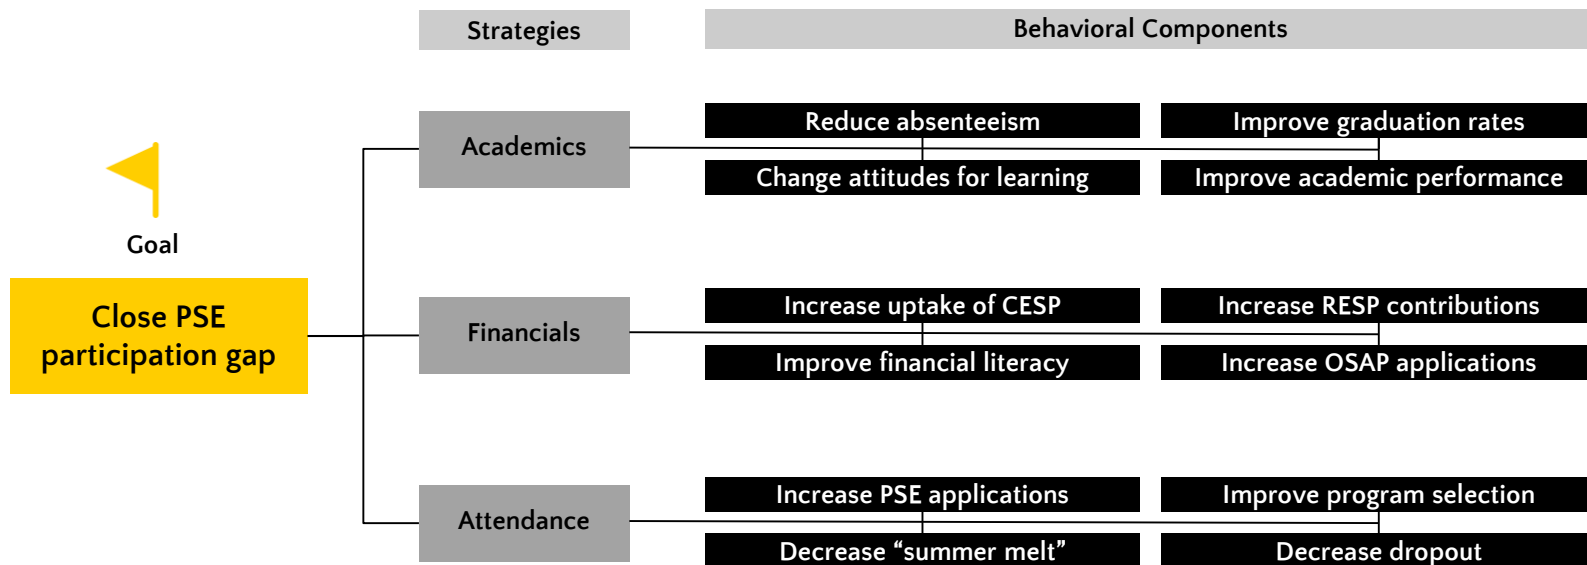 Strategies
Behavioral Components
Goal
Close PSE
participation gap
Academics
Reduce absenteeism
Improve graduation rates
Change attitudes for learning
Improve academic performance
Financials
Increase uptake of CESP
Increase RESP contributions
Improve financial literacy
Increase OSAP applications
Attendance
Increase PSE applications
Improve program selection
Decrease “summer melt”
Decrease dropout